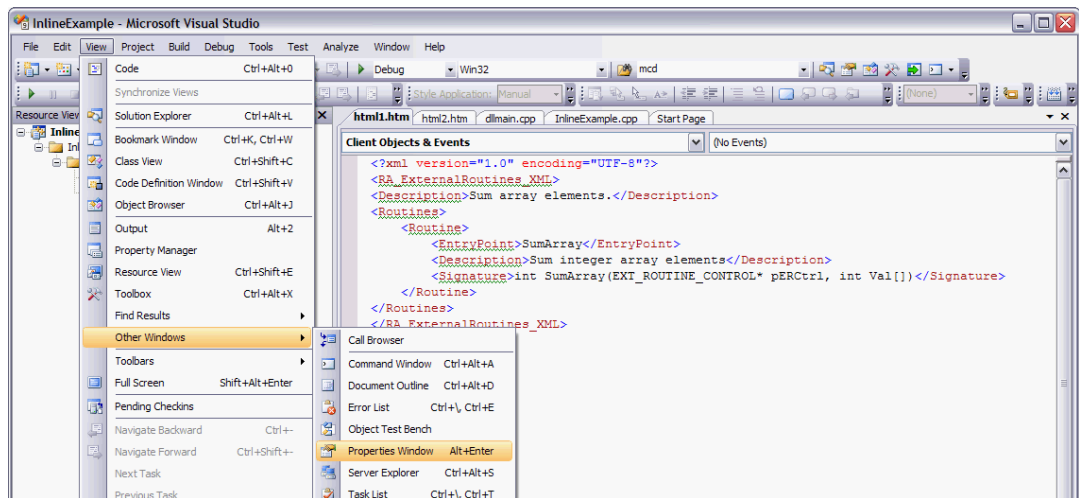 InlineExample - Microsoft Visual Studio
File Edit View Project Build Debug Tools Test Analyze Window Help
Debug Win32 mcd
Style Application: Manual (None)
Resource View
html1.htm html2.htm dllmain.cpp InlineExample.cpp Start Page
Client Objects & Events (No Events)
Inline
Code Ctrl+Alt+0
Synchronize Views
Solution Explorer Ctrl+Alt+L
Bookmark Window Ctrl+K, Ctrl+W
Class View Ctrl+Shift+C
Code Definition Window Ctrl+Shift+V
Object Browser Ctrl+Alt+J
Output Alt+2
Property Manager
Resource View Ctrl+Shift+E
Toolbox Ctrl+Alt+X
Find Results
Other Windows
Toolbars
Full Screen Shift+Alt+Enter
Pending Checkins
Navigate Backward Ctrl+-
Navigate Forward Ctrl+Shift+-
Next Task
Previous Task
Call Browser
Command Window Ctrl+Alt+A
Document Outline Ctrl+Alt+D
Error List Ctrl+\, Ctrl+E
Object Test Bench
Properties Window Alt+Enter
Server Explorer Ctrl+Alt+S
Task List Ctrl+\, Ctrl+T
<?xml version="1.0" encoding="UTF-8"?>
<RA_ExternalRoutines_XML>
<Description>Sum array elements.</Description>
<Routines>
<Routine>
<EntryPoint>SumArray</EntryPoint>
<Description>Sum integer array elements</Description>
<Signature>int SumArray(EXT_ROUTINE_CONTROL* pERCtrl, int Val[])</Signature>
</Routine>
</Routines>
</RA_ExternalRoutines_XML>